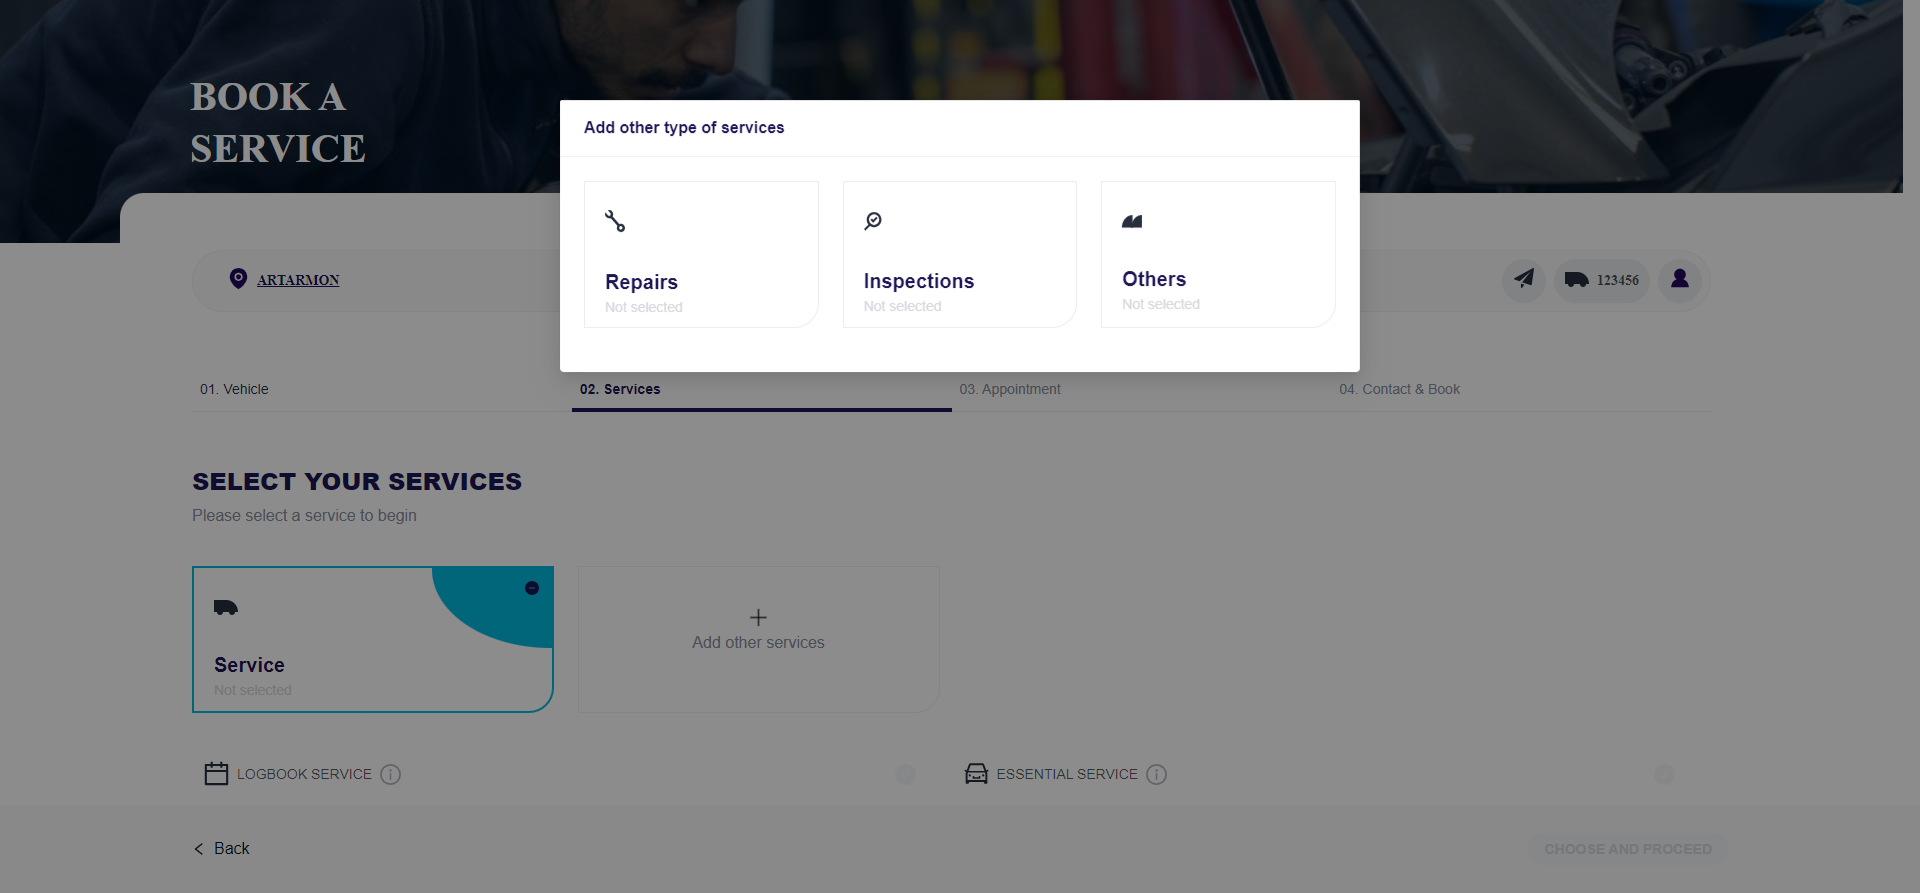 BOOK A
SERVICE
Add other type of services
Repairs
Not selected
Inspections
Not selected
Others
Not selected
ARTARMON
123456
01. Vehicle
02. Services
03. Appointment
04. Contact & Book
SELECT YOUR SERVICES
Please select a service to begin
Service
Not selected
Add other services
LOGBOOK SERVICE
ESSENTIAL SERVICE
Back
CHOOSE AND PROCEED